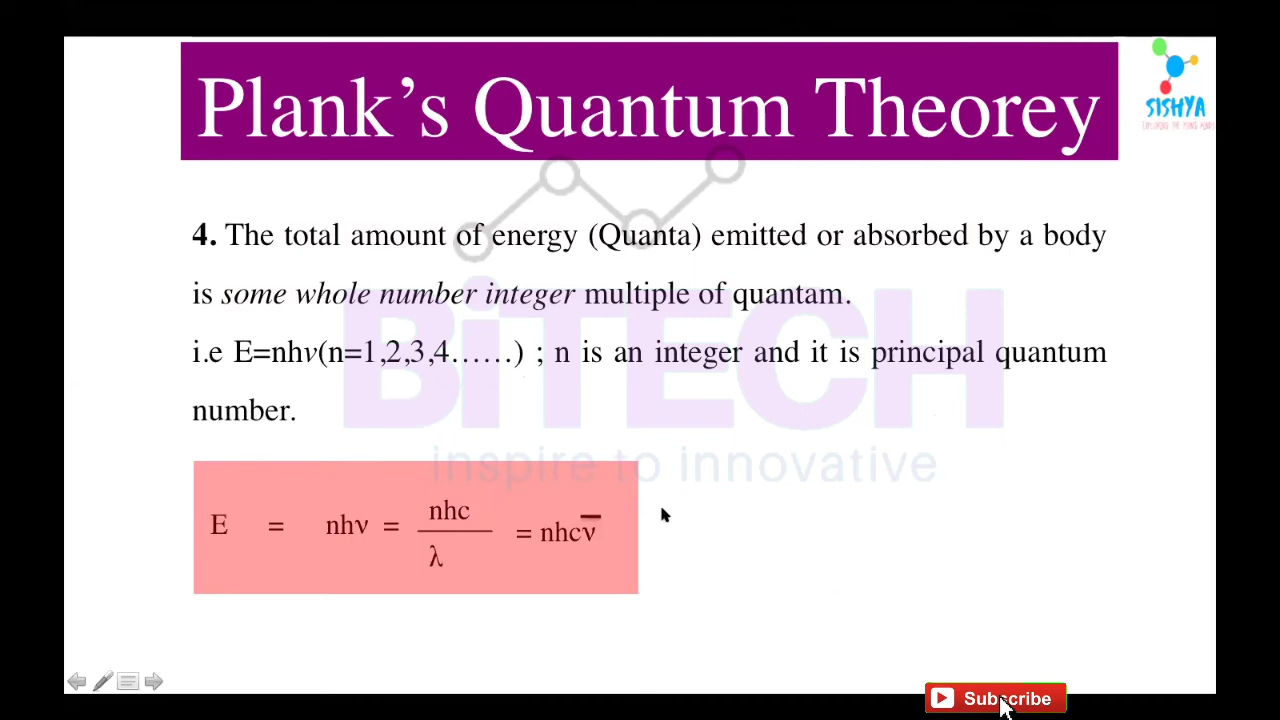 Plank’s Quantum Theorey
SISHYA
4. The total amount of energy (Quanta) emitted or absorbed by a body
is some whole number integer multiple of quantam.
i.e E=nhν(n=1,2,3,4……) ; n is an integer and it is principal quantum
number.
BiTECH
inspire to innovative
E = nhν = nhc/λ = nhcν̅
Subscribe